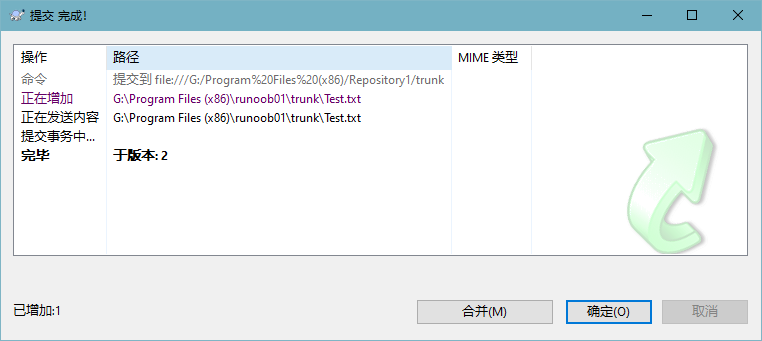 提交 完成!
操作 路径 MIME 类型
命令 提交到 file:///G:/Program%20Files%20(x86)/Repository1/trunk
正在增加 G:\Program Files (x86)\runoob01\trunk\Test.txt
正在发送内容 G:\Program Files (x86)\runoob01\trunk\Test.txt
提交事务中...
完毕 于版本: 2
已增加:1 合并(M) 确定(O) 取消